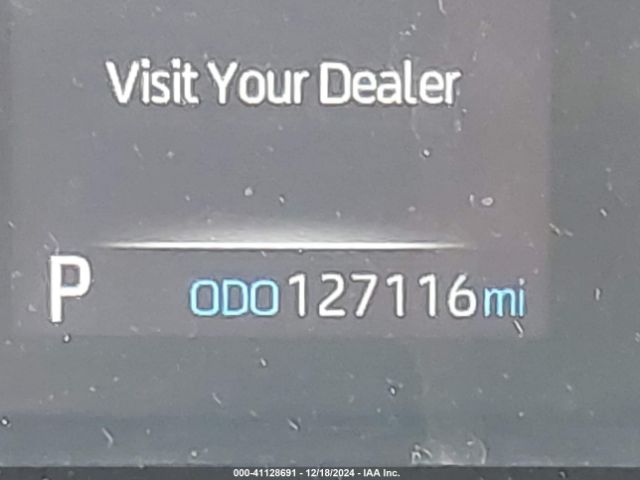 Visit Your Dealer
P ODO 127116 mi
000-41128691 - 12/18/2024 - IAA Inc.